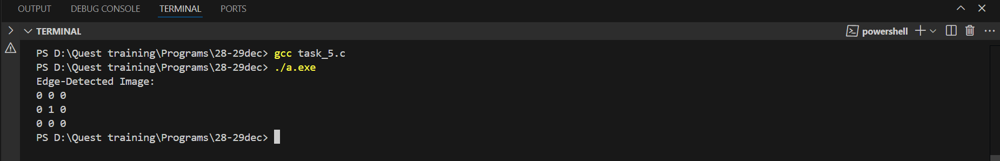 OUTPUT DEBUG CONSOLE TERMINAL PORTS
TERMINAL powershell
PS D:\Quest training\Programs\28-29dec> gcc task_5.c
PS D:\Quest training\Programs\28-29dec> ./a.exe
Edge-Detected Image:
0 0 0
0 1 0
0 0 0
PS D:\Quest training\Programs\28-29dec>